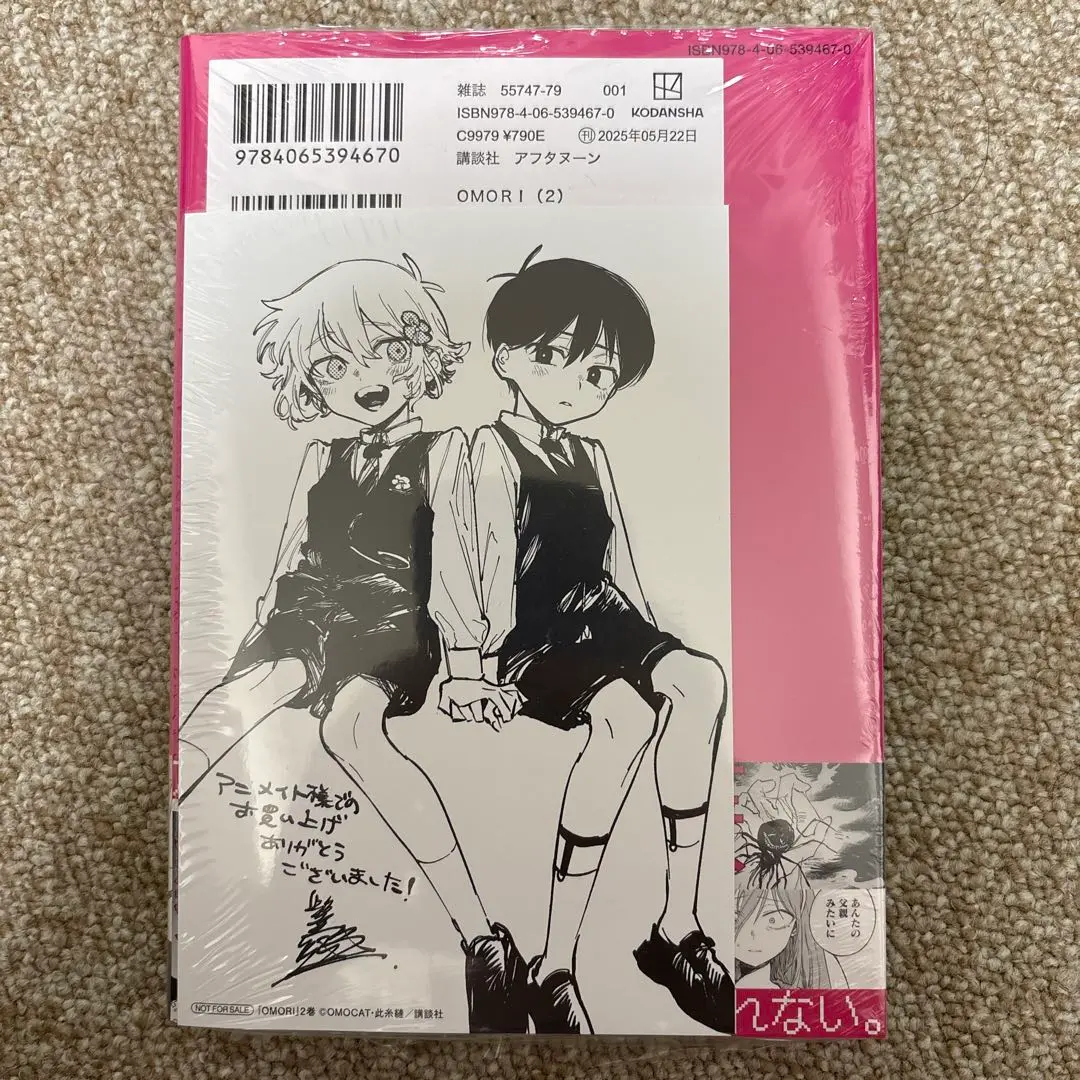 ISBN978-4-06-539467-0
雑誌 55747-79 001
ISBN978-4-06-539467-0
KODANSHA
C9979 ¥790E
㊞2025年05月22日
9784065394670
講談社 アフタヌーン
OMORI (2)
アニメイト様での
お買い上げ
ありがとう
ございました!
あんたの
父親
みたいに
NOT FOR SALE
「OMORI」2巻 ©OMOCAT・此糸縫/講談社
ない。